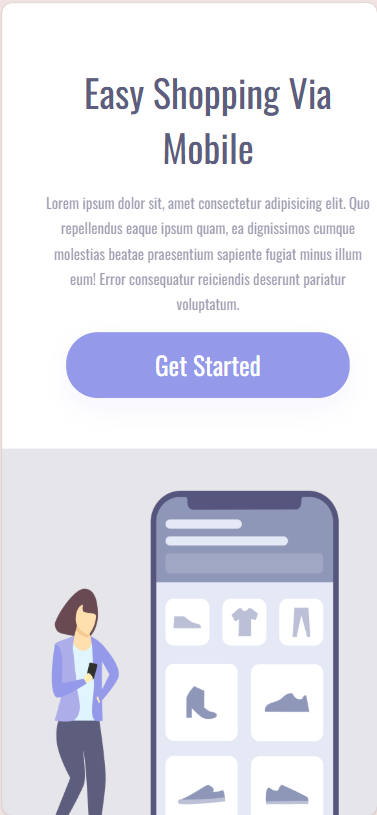 Easy Shopping Via
Mobile
Lorem ipsum dolor sit, amet consectetur adipisicing elit. Quo
repellendus eaque ipsum quam, ea dignissimos cumque
molestias beatae praesentium sapiente fugiat minus illum
eum! Error consequatur reiciendis deserunt pariatur
voluptatum.
Get Started